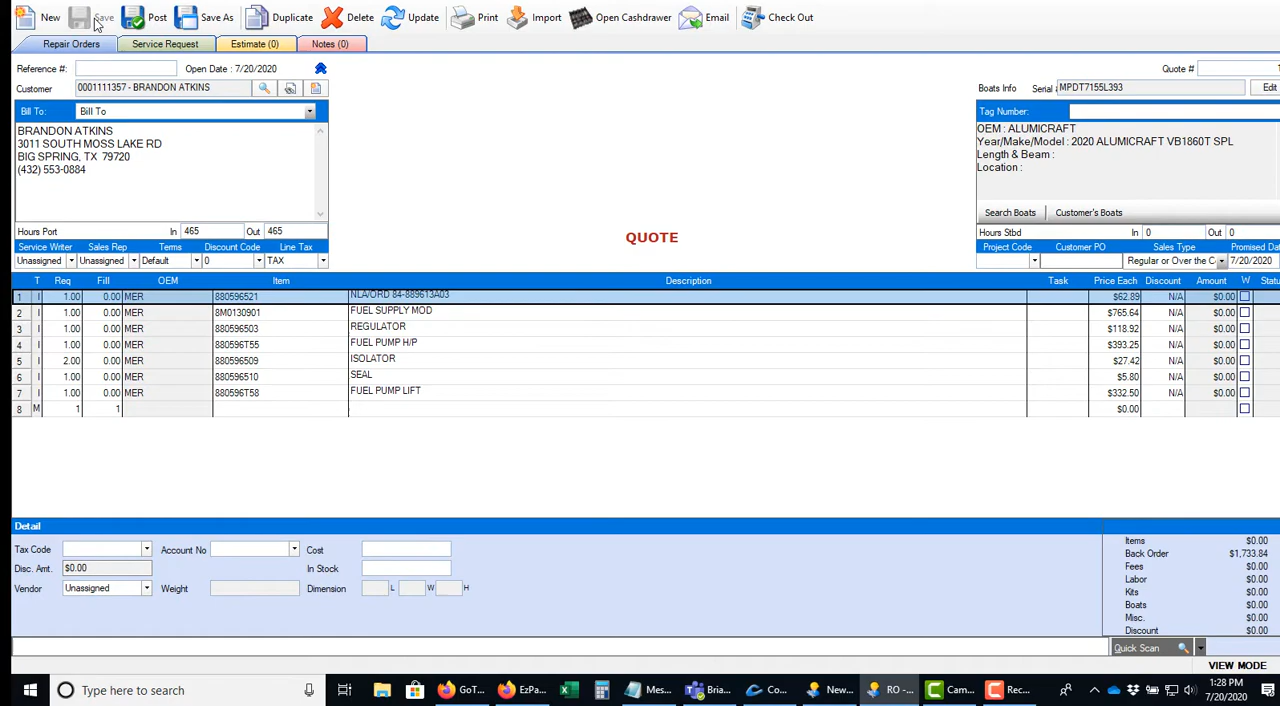 New Save Post Save As Duplicate Delete Update Print Import Open Cashdrawer Email Check Out
Repair Orders Service Request Estimate (0) Notes (0)
Reference #: Open Date : 7/20/2020 Quote #
Customer 0001111357 - BRANDON ATKINS Boats Info Serial MPDT7155L393 Edit
Bill To: Bill To Tag Number:
BRANDON ATKINS
3011 SOUTH MOSS LAKE RD
BIG SPRING, TX 79720
(432) 553-0884
OEM : ALUMICRAFT
Year/Make/Model : 2020 ALUMICRAFT VB1860T SPL
Length & Beam :
Location :
Search Boats Customer's Boats
Hours Port In 465 Out 465 Hours Stbd In 0 Out 0
QUOTE
Service Writer Sales Rep Terms Discount Code Line Tax Project Code Customer PO Sales Type Promised Da
Unassigned Unassigned Default 0 TAX Regular or Over the C 7/20/2020
T Req Fill OEM Item Description Task Price Each Discount Amount W Statu
1 I 1.00 0.00 MER 880596521 NLA/ORD 84-889613A03 $62.89 N/A $0.00
2 I 1.00 0.00 MER 8M0130901 FUEL SUPPLY MOD $765.64 N/A $0.00
3 I 1.00 0.00 MER 880596503 REGULATOR $118.92 N/A $0.00
4 I 1.00 0.00 MER 880596T55 FUEL PUMP H/P $393.25 N/A $0.00
5 I 2.00 0.00 MER 880596509 ISOLATOR $27.42 N/A $0.00
6 I 1.00 0.00 MER 880596510 SEAL $5.80 N/A $0.00
7 I 1.00 0.00 MER 880596T58 FUEL PUMP LIFT $332.50 N/A $0.00
8 M 1 1 $0.00
Detail
Tax Code Account No Cost
Disc. Amt. $0.00 In Stock
Vendor Unassigned Weight Dimension L W H
Items $0.00
Back Order $1,733.84
Fees $0.00
Labor $0.00
Kits $0.00
Boats $0.00
Misc. $0.00
Discount $0.00
Quick Scan
VIEW MODE
Type here to search GoT... EzPa... Mes... Bria... Co... New... RO -... Cam... Rec... 1:28 PM
7/20/2020